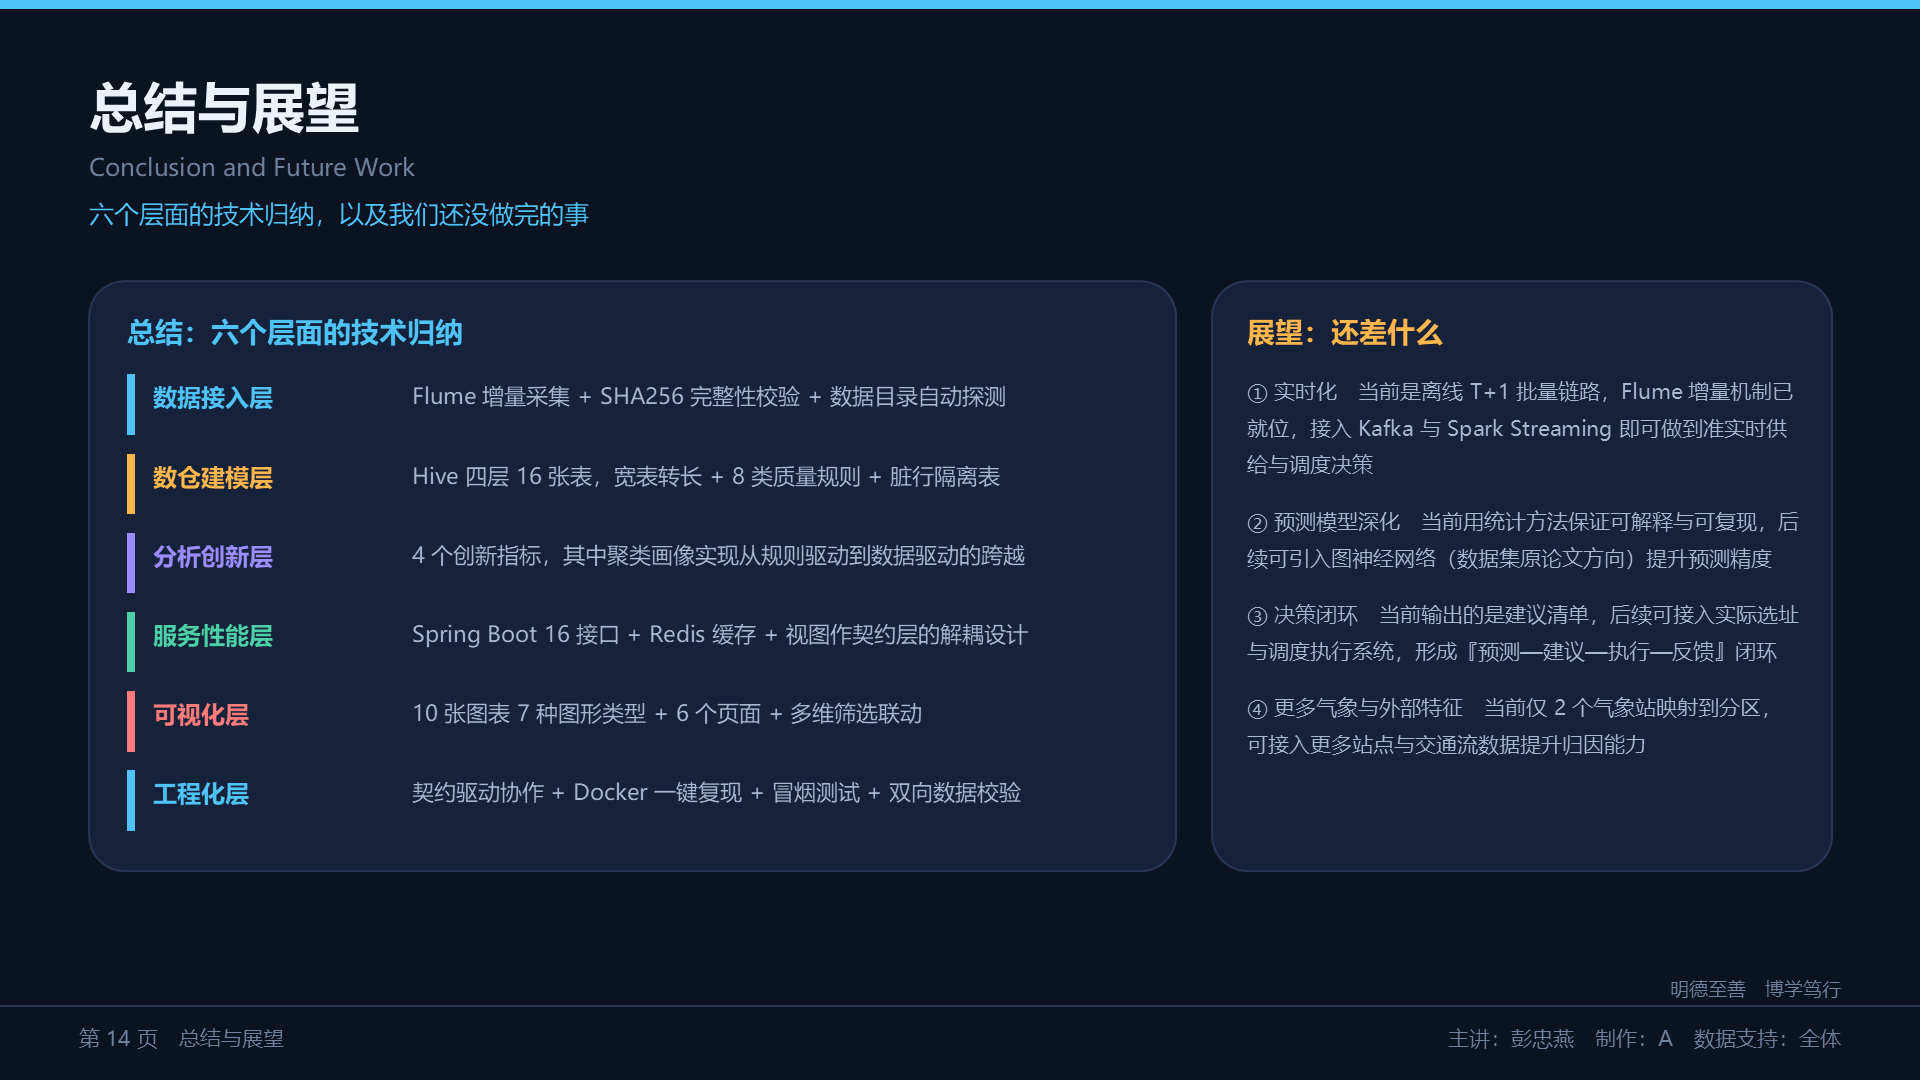 总结与展望
Conclusion and Future Work
六个层面的技术归纳，以及我们还没做完的事
总结：六个层面的技术归纳
数据接入层 Flume 增量采集 + SHA256 完整性校验 + 数据目录自动探测
数仓建模层 Hive 四层 16 张表，宽表转长 + 8 类质量规则 + 脏行隔离表
分析创新层 4 个创新指标，其中聚类画像实现从规则驱动到数据驱动的跨越
服务性能层 Spring Boot 16 接口 + Redis 缓存 + 视图作契约层的解耦设计
可视化层 10 张图表 7 种图形类型 + 6 个页面 + 多维筛选联动
工程化层 契约驱动协作 + Docker 一键复现 + 冒烟测试 + 双向数据校验
展望：还差什么
① 实时化　当前是离线 T+1 批量链路，Flume 增量机制已
就位，接入 Kafka 与 Spark Streaming 即可做到准实时供
给与调度决策
② 预测模型深化　当前用统计方法保证可解释与可复现，后
续可引入图神经网络（数据集原论文方向）提升预测精度
③ 决策闭环　当前输出的是建议清单，后续可接入实际选址
与调度执行系统，形成『预测—建议—执行—反馈』闭环
④ 更多气象与外部特征　当前仅 2 个气象站映射到分区，
可接入更多站点与交通流数据提升归因能力
明德至善　博学笃行
第 14 页　总结与展望
主讲：彭忠燕　制作：A　数据支持：全体